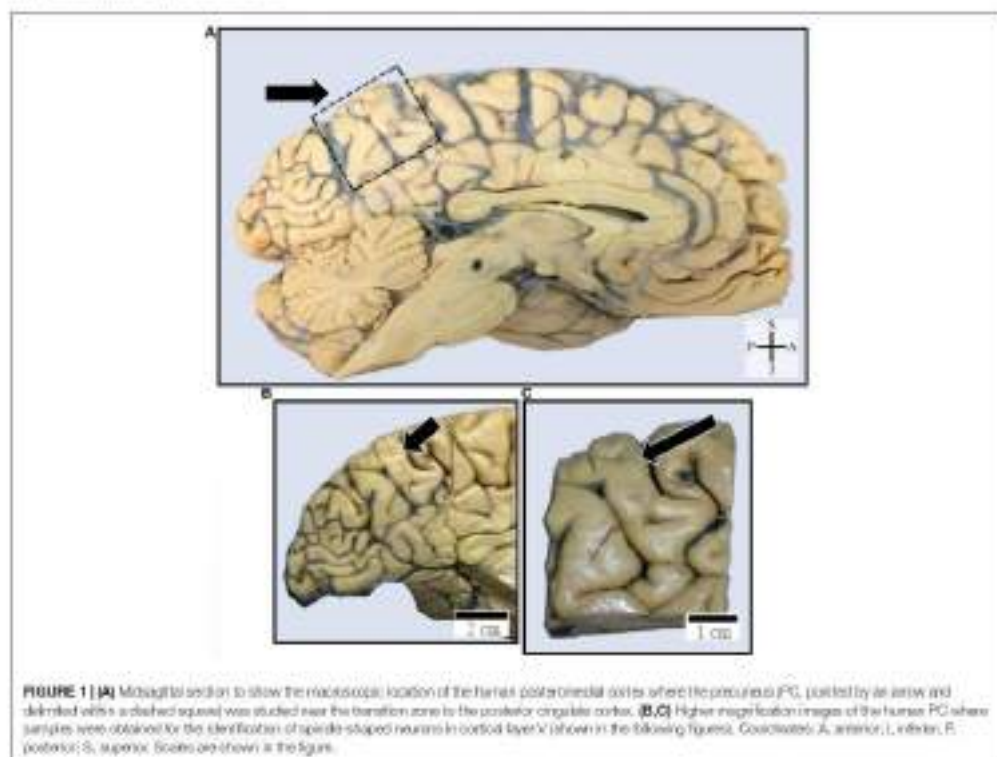 A
S
P A
I
B
C
2 cm
1 cm
FIGURE 1 | (A) Midsagittal section to show the macroscopic location of the human posteromedial cortex where the precuneus (PC, pointed by an arrow and
delimited within a dashed square) was studied near the transition zone to the posterior cingulate cortex. (B,C) Higher magnification images of the human PC where
samples were obtained for the identification of spindle-shaped neurons in cortical layer V (shown in the following figures). Coordinates: A, anterior; I, inferior; P,
posterior; S, superior. Scales are shown in the figure.